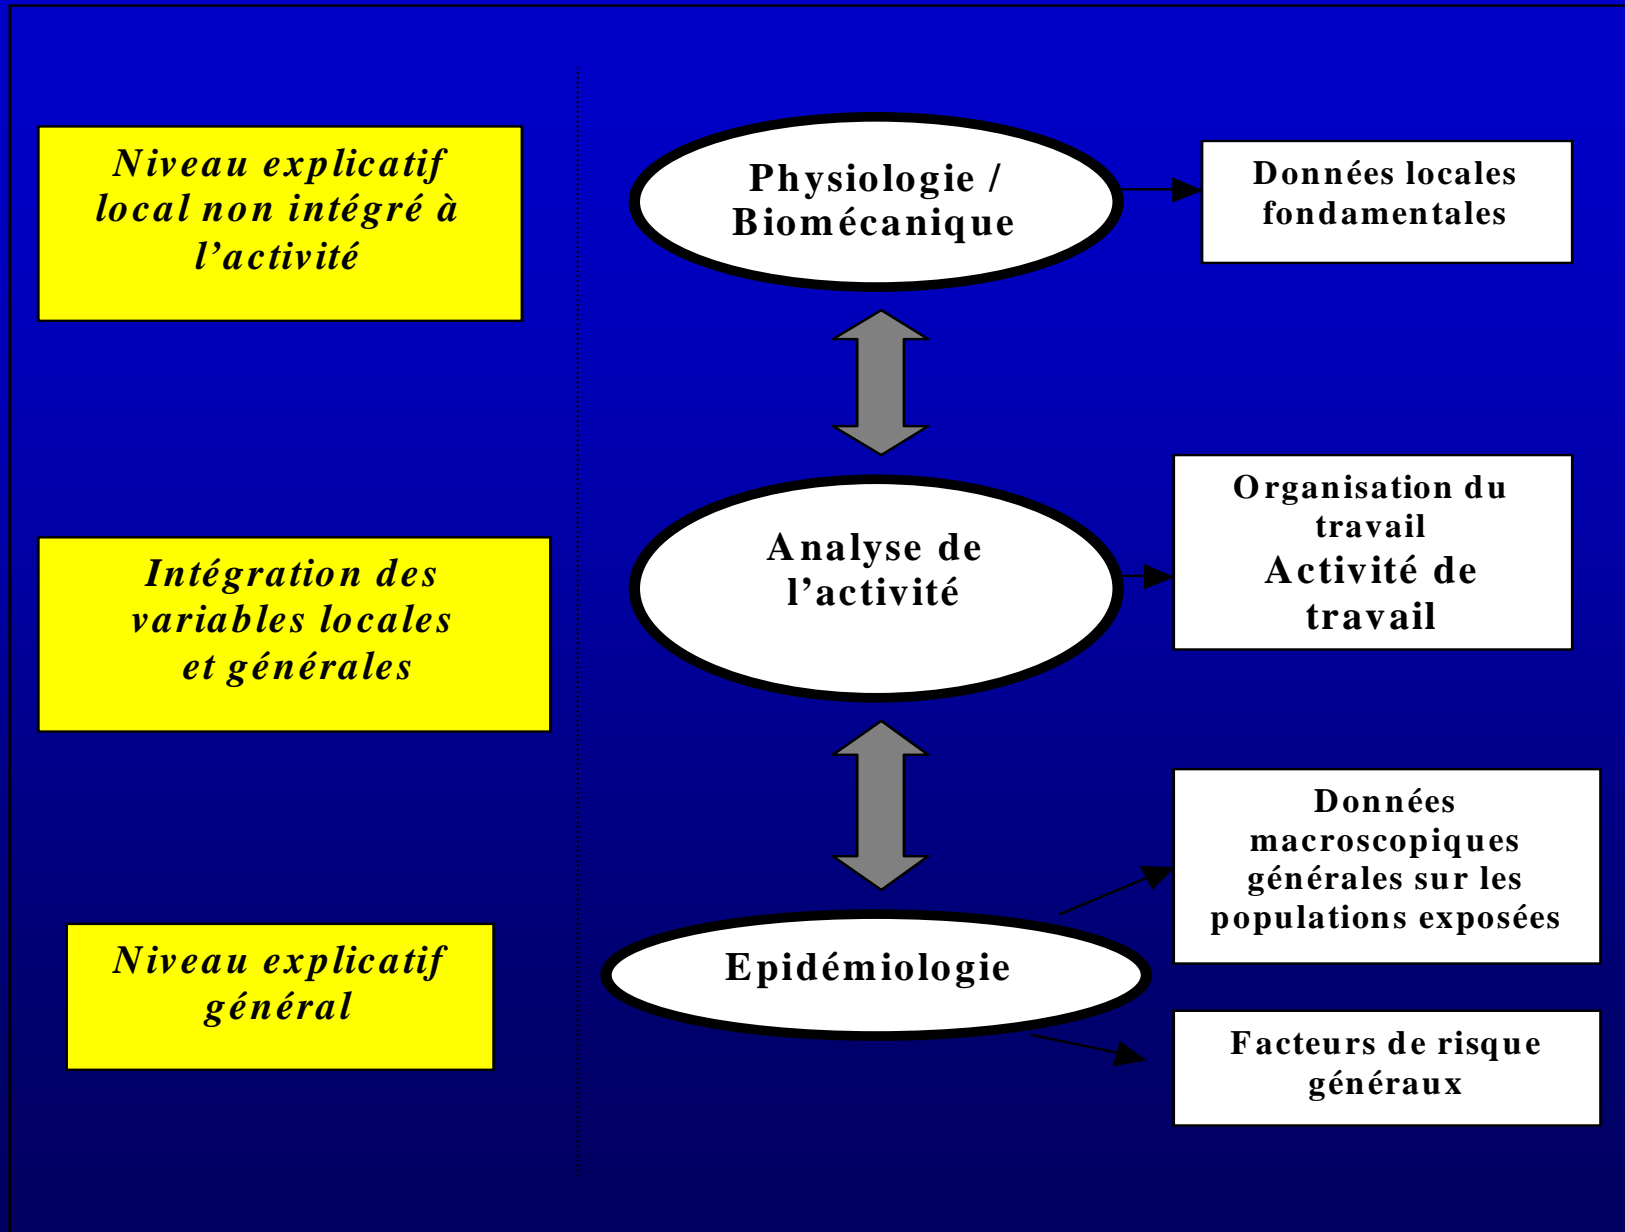 Niveau explicatif
local non intégré à
l’activité
Physiologie /
Biomécanique
Données locales
fondamentales
Intégration des
variables locales
et générales
Analyse de
l’activité
Organisation du
travail
Activité de
travail
Niveau explicatif
général
Epidémiologie
Données
macroscopiques
générales sur les
populations exposées
Facteurs de risque
généraux